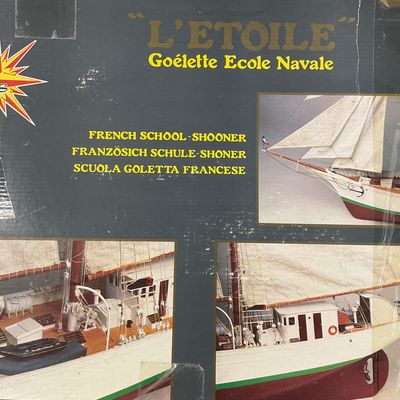 "L'ETOILE"
Goélette Ecole Navale
FRENCH SCHOOL-SHOONER
FRANZÖSICH SCHULE-SHONER
SCUOLA GOLETTA FRANCESE